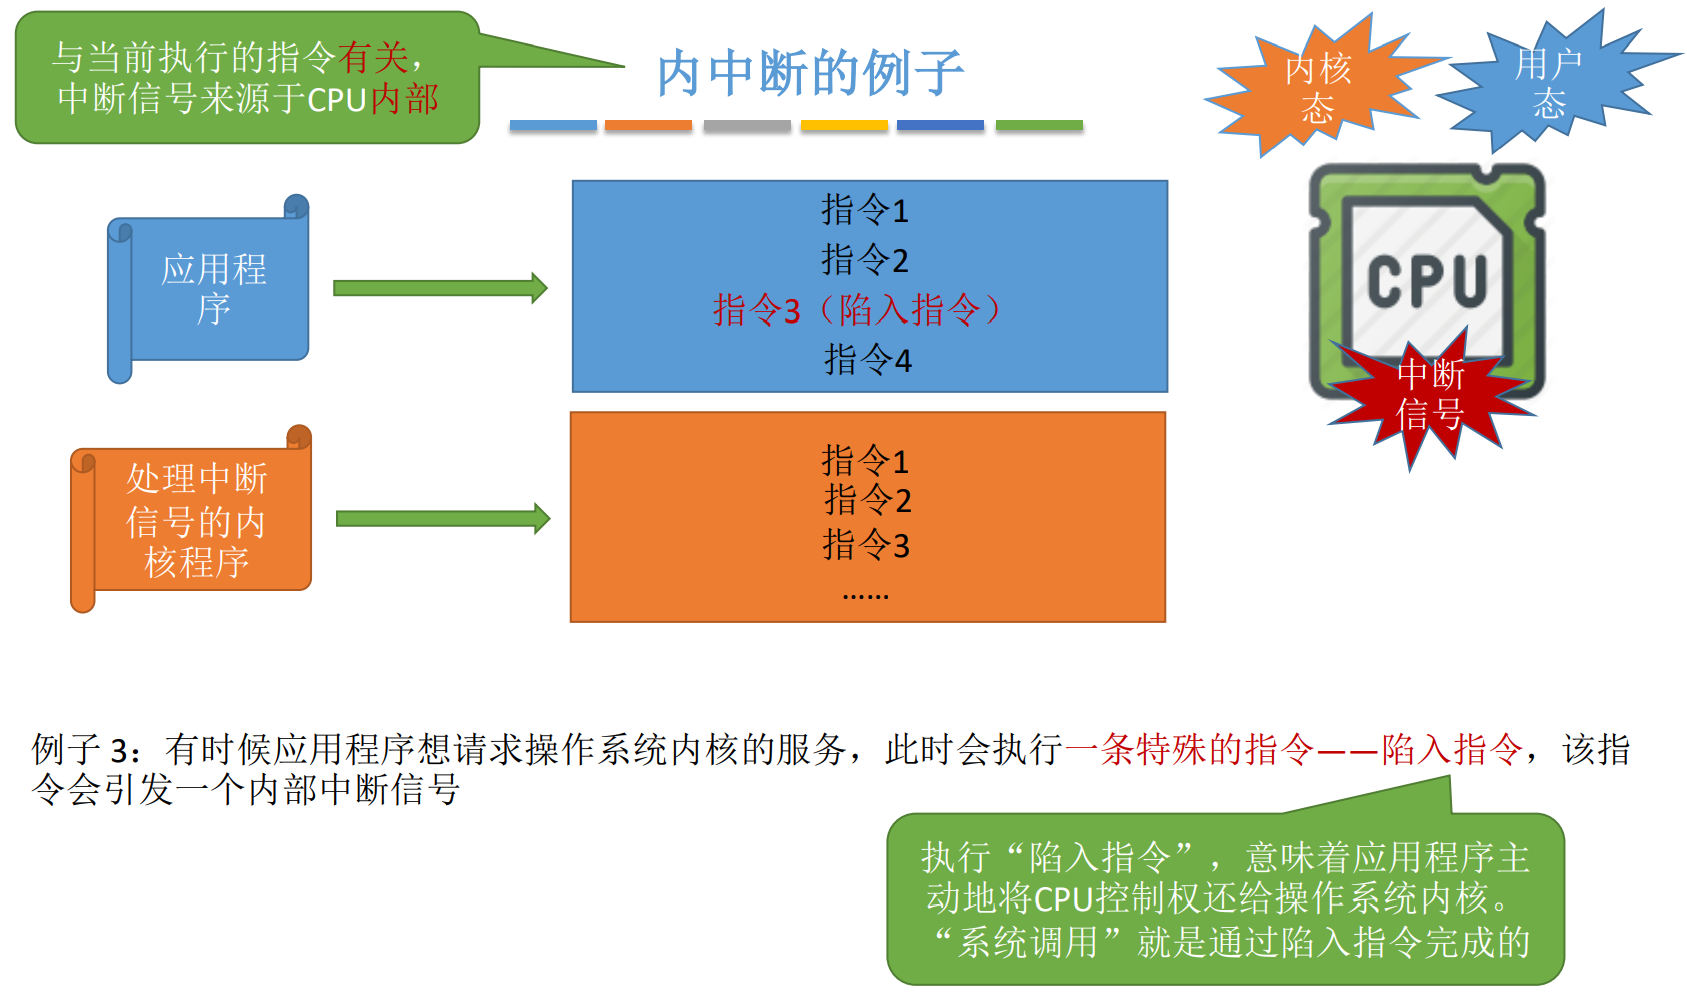 与当前执行的指令有关，
中断信号来源于CPU内部
内中断的例子
内核
态
用户
态
应用程
序
指令1
指令2
指令3（陷入指令）
指令4
CPU
中断
信号
处理中断
信号的内
核程序
指令1
指令2
指令3
……
例子 3：有时候应用程序想请求操作系统内核的服务，此时会执行一条特殊的指令——陷入指令，该指
令会引发一个内部中断信号
执行“陷入指令”，意味着应用程序主
动地将CPU控制权还给操作系统内核。
“系统调用”就是通过陷入指令完成的